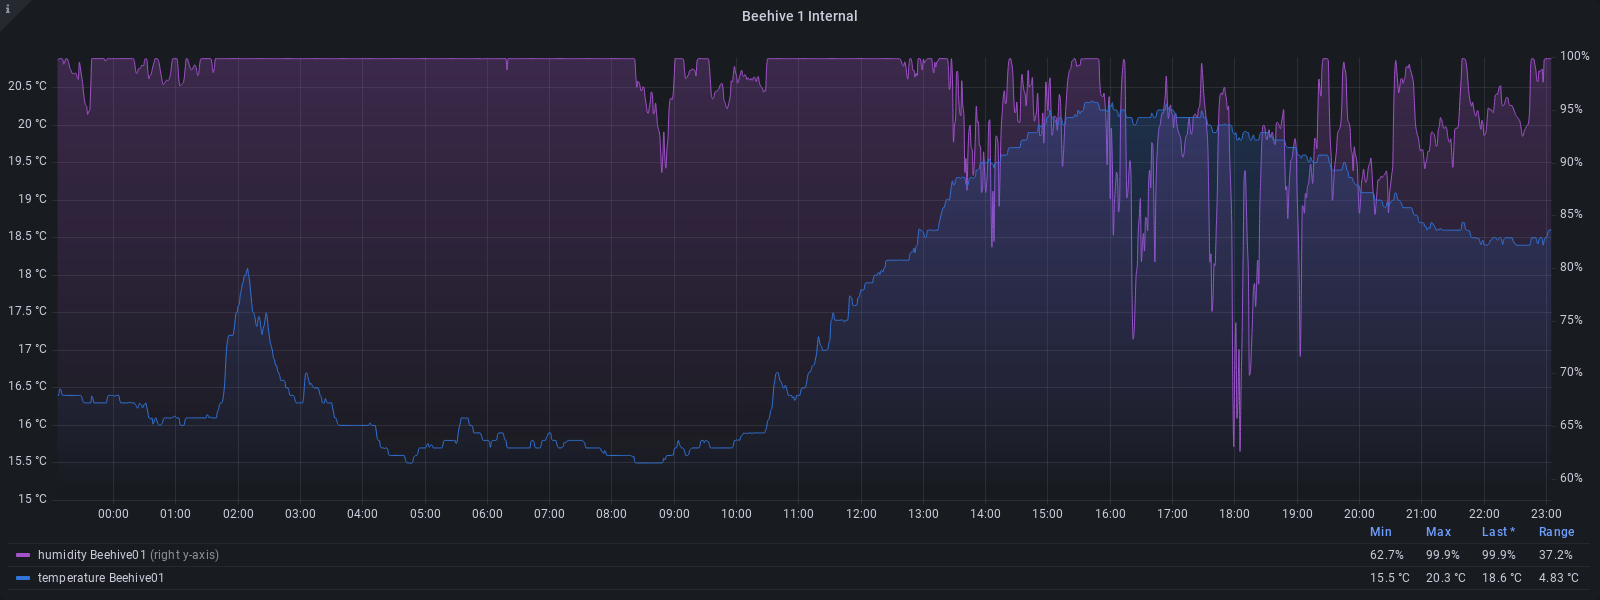 i
Beehive 1 Internal
20.5 °C
20 °C
19.5 °C
19 °C
18.5 °C
18 °C
17.5 °C
17 °C
16.5 °C
16 °C
15.5 °C
15 °C
100%
95%
90%
85%
80%
75%
70%
65%
60%
00:00 01:00 02:00 03:00 04:00 05:00 06:00 07:00 08:00 09:00 10:00 11:00 12:00 13:00 14:00 15:00 16:00 17:00 18:00 19:00 20:00 21:00 22:00 23:00
Min Max Last * Range
humidity Beehive01 (right y-axis) 62.7% 99.9% 99.9% 37.2%
temperature Beehive01 15.5 °C 20.3 °C 18.6 °C 4.83 °C